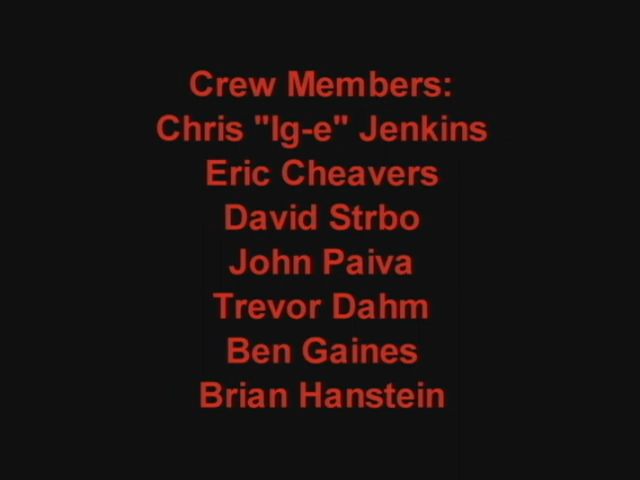 Crew Members:
Chris "Ig-e" Jenkins
Eric Cheavers
David Strbo
John Paiva
Trevor Dahm
Ben Gaines
Brian Hanstein